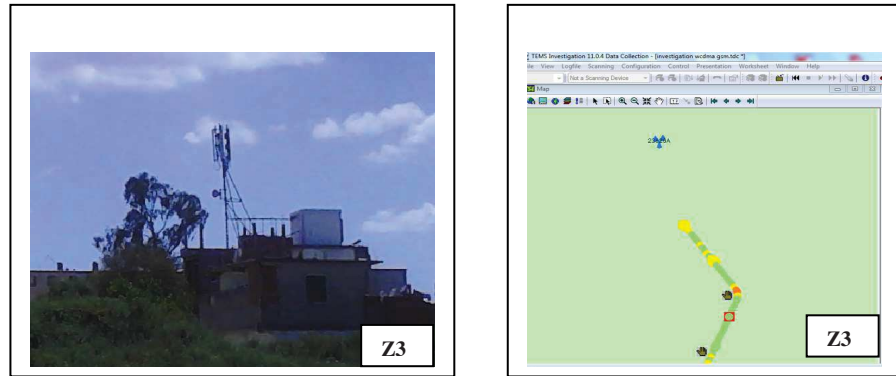 Z3
TEMS Investigation 11.0.4 Data Collection - [investigation wcdma gsm.tdc *]
View Logfile Scanning Configuration Control Presentation Worksheet Window Help
[Not a Scanning Device
Map
Z3